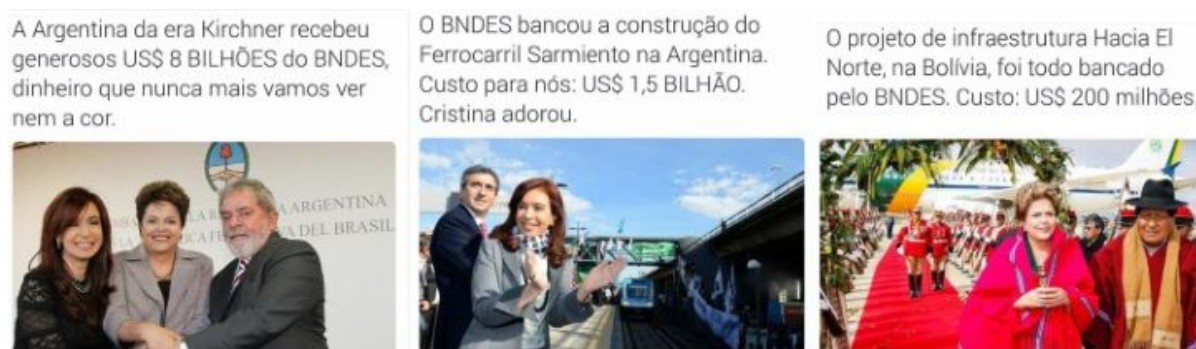 A Argentina da era Kirchner recebeu
generosos US$ 8 BILHÕES do BNDES,
dinheiro que nunca mais vamos ver
nem a cor.
ARGENTINA
DEL BRASIL
O BNDES bancou a construção do
Ferrocarril Sarmiento na Argentina.
Custo para nós: US$ 1,5 BILHÃO.
Cristina adorou.
O projeto de infraestrutura Hacia El
Norte, na Bolívia, foi todo bancado
pelo BNDES. Custo: US$ 200 milhões